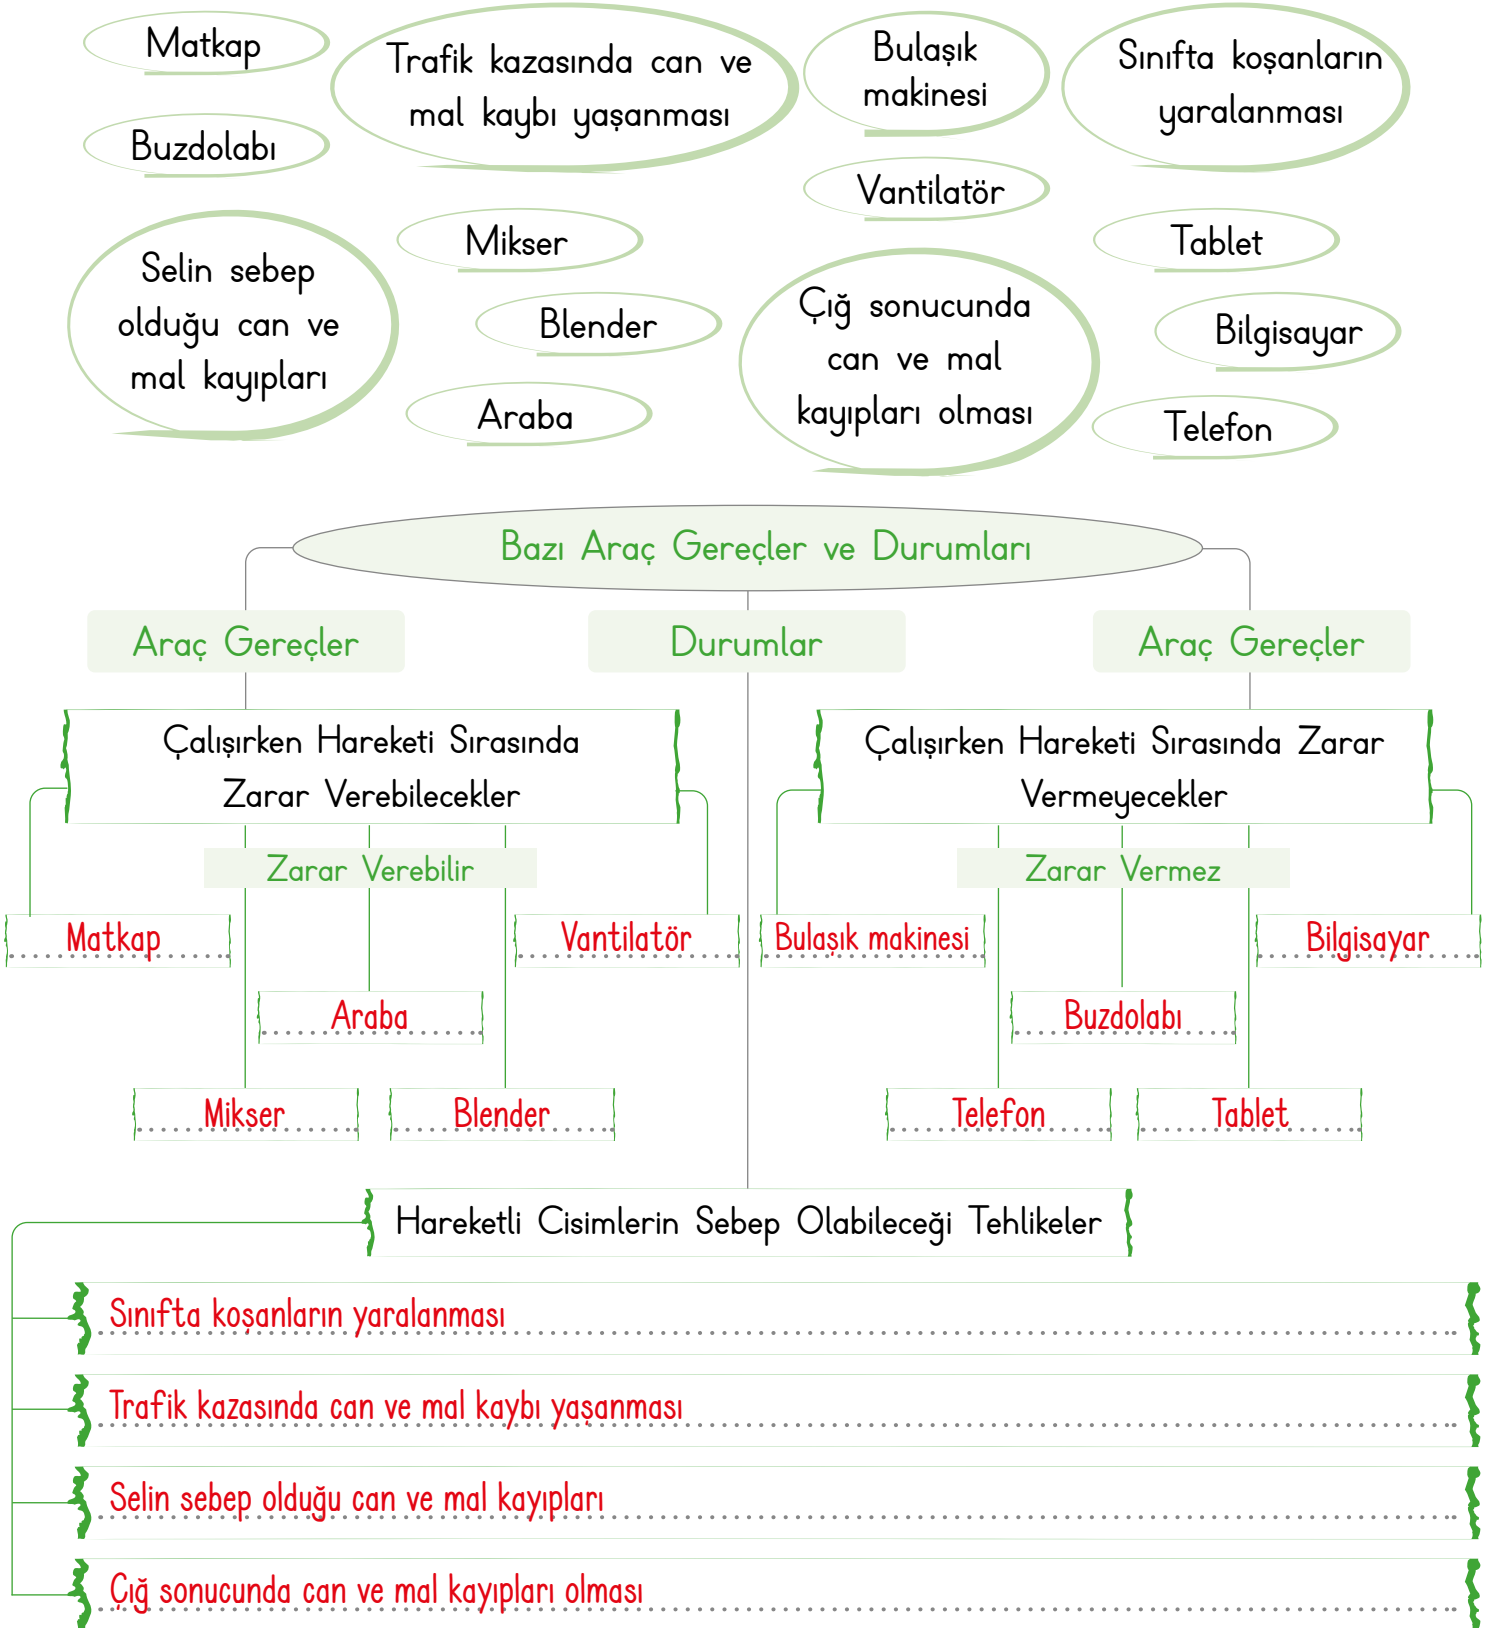 Matkap
Trafik kazasında can ve
mal kaybı yaşanması
Bulaşık
makinesi
Sınıfta koşanların
yaralanması
Buzdolabı
Vantilatör
Selin sebep
olduğu can ve
mal kayıpları
Mikser
Tablet
Blender
Çığ sonucunda
can ve mal
kayıpları olması
Bilgisayar
Araba
Telefon
Bazı Araç Gereçler ve Durumları
Araç Gereçler
Durumlar
Araç Gereçler
Çalışırken Hareketi Sırasında
Zarar Verebilecekler
Çalışırken Hareketi Sırasında Zarar
Vermeyecekler
Zarar Verebilir
Zarar Vermez
Matkap
Vantilatör
Bulaşık makinesi
Bilgisayar
Araba
Buzdolabı
Mikser
Blender
Telefon
Tablet
Hareketli Cisimlerin Sebep Olabileceği Tehlikeler
Sınıfta koşanların yaralanması
Trafik kazasında can ve mal kaybı yaşanması
Selin sebep olduğu can ve mal kayıpları
Çığ sonucunda can ve mal kayıpları olması